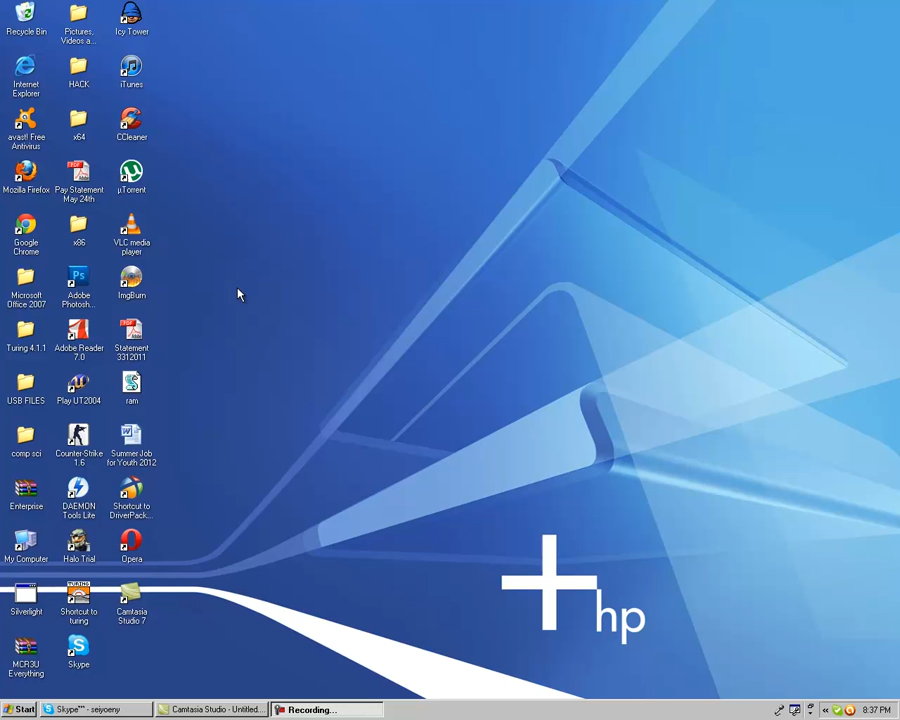 Recycle Bin
Pictures,
Videos a...
Icy Tower
Internet
Explorer
HACK
iTunes
avast! Free
Antivirus
x64
CCleaner
Mozilla Firefox
Pay Statement
May 24th
µTorrent
Google
Chrome
x86
VLC media
player
Microsoft
Office 2007
Adobe
Photosh...
ImgBurn
Turing 4.1.1
Adobe Reader
7.0
Statement
3312011
USB FILES
Play UT2004
ram
comp sci
Counter-Strike
1.6
Summer Job
for Youth 2012
Enterprise
DAEMON
Tools Lite
Shortcut to
DriverPack...
My Computer
Halo Trial
Opera
Silverlight
Shortcut to
turing
Camtasia
Studio 7
MCR3U
Everything
Skype
hp
Start
Skype™ - seiyoeny
Camtasia Studio - Untitled...
Recording...
8:37 PM